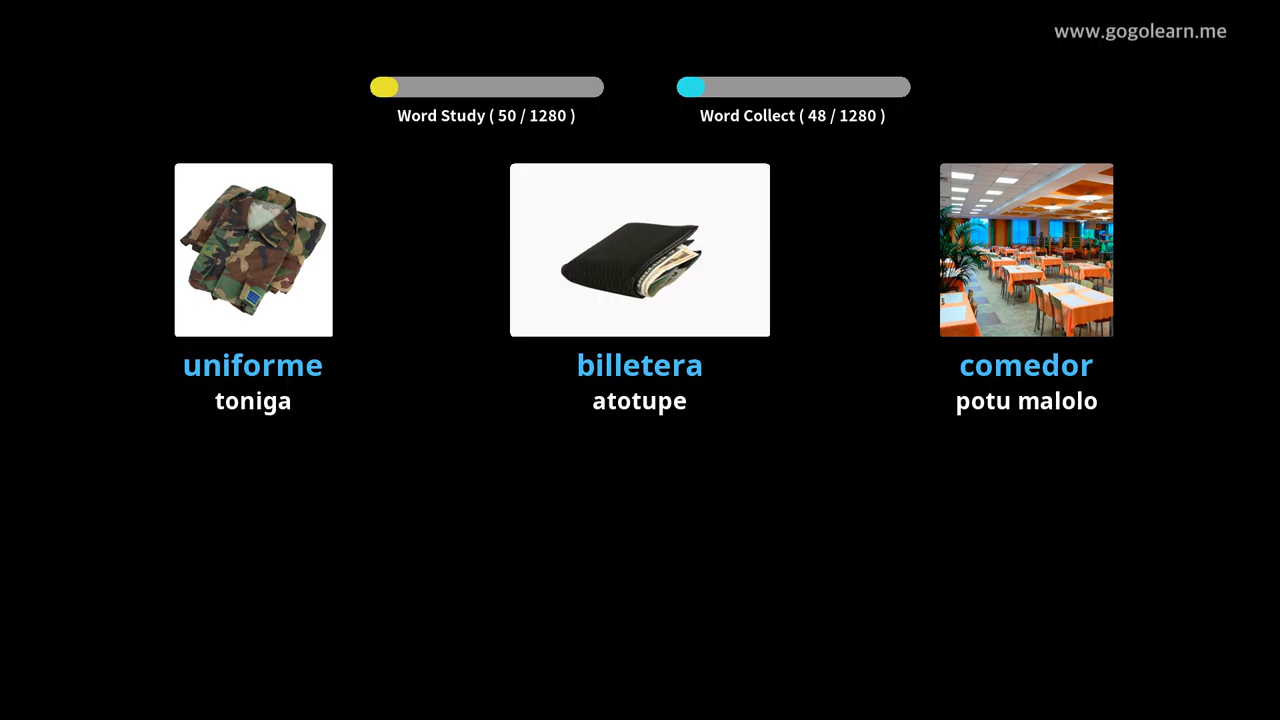 www.gogolearn.me
Word Study ( 50 / 1280 )
Word Collect ( 48 / 1280 )
uniforme
toniga
billetera
atotupe
comedor
potu malolo